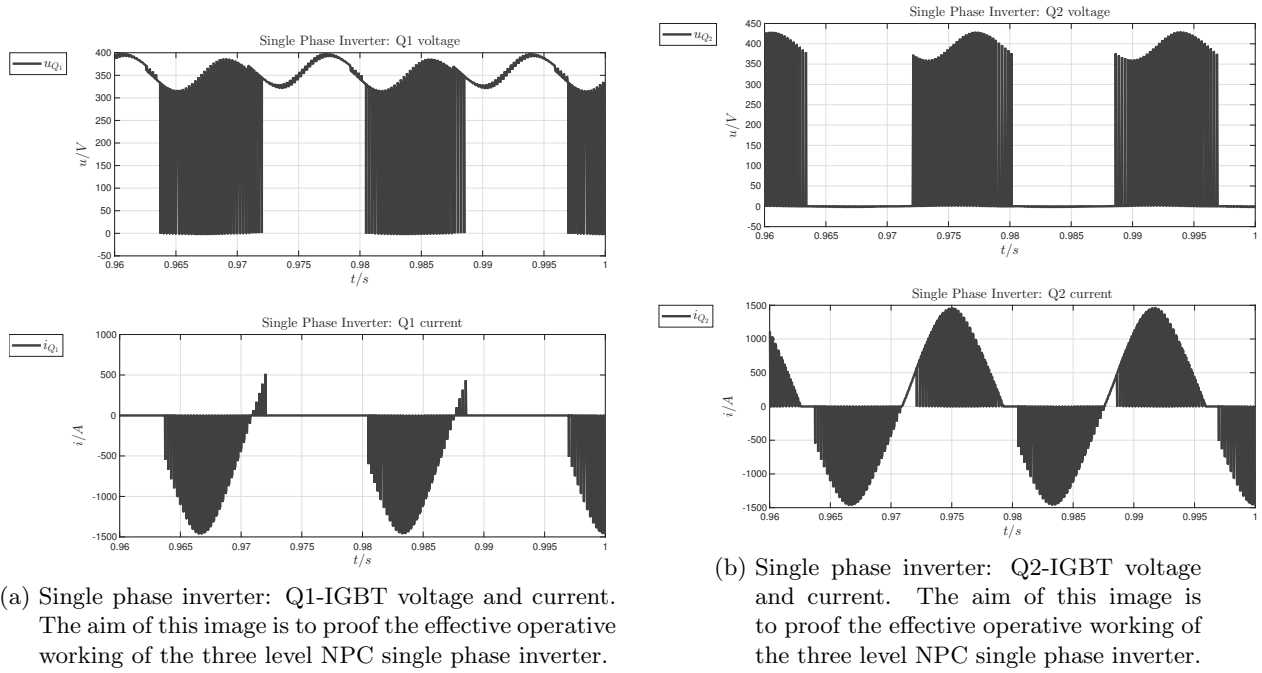 Single Phase Inverter: Q1 voltage
u_{Q_1}
400
350
300
250
200
150
100
50
0
-50
u/V
0.96 0.965 0.97 0.975 0.98 0.985 0.99 0.995 1
t/s
Single Phase Inverter: Q1 current
i_{Q_1}
1000
500
0
-500
-1000
-1500
i/A
0.96 0.965 0.97 0.975 0.98 0.985 0.99 0.995 1
t/s
(a) Single phase inverter: Q1-IGBT voltage and current.
The aim of this image is to proof the effective operative
working of the three level NPC single phase inverter.
Single Phase Inverter: Q2 voltage
u_{Q_2}
450
400
350
300
250
200
150
100
50
0
-50
u/V
0.96 0.965 0.97 0.975 0.98 0.985 0.99 0.995 1
t/s
Single Phase Inverter: Q2 current
i_{Q_2}
1500
1000
500
0
-500
-1000
-1500
i/A
0.96 0.965 0.97 0.975 0.98 0.985 0.99 0.995 1
t/s
(b) Single phase inverter: Q2-IGBT voltage
and current. The aim of this image is
to proof the effective operative working of
the three level NPC single phase inverter.